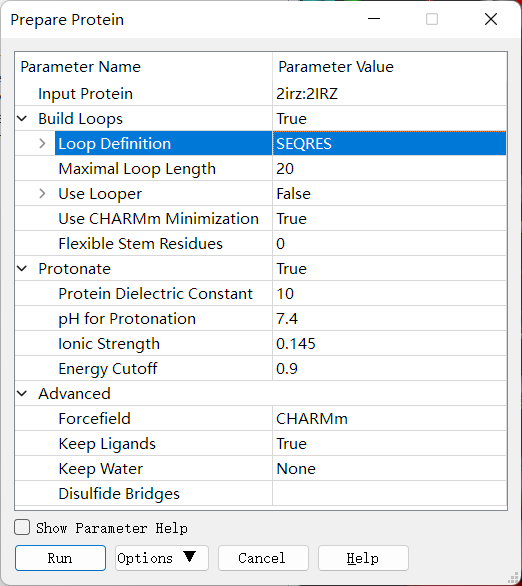 Prepare Protein
Parameter Name Parameter Value
Input Protein 2irz:2IRZ
Build Loops True
Loop Definition SEQRES
Maximal Loop Length 20
Use Looper False
Use CHARMm Minimization True
Flexible Stem Residues 0
Protonate True
Protein Dielectric Constant 10
pH for Protonation 7.4
Ionic Strength 0.145
Energy Cutoff 0.9
Advanced
Forcefield CHARMm
Keep Ligands True
Keep Water None
Disulfide Bridges
Show Parameter Help
Run Options ▼ Cancel Help